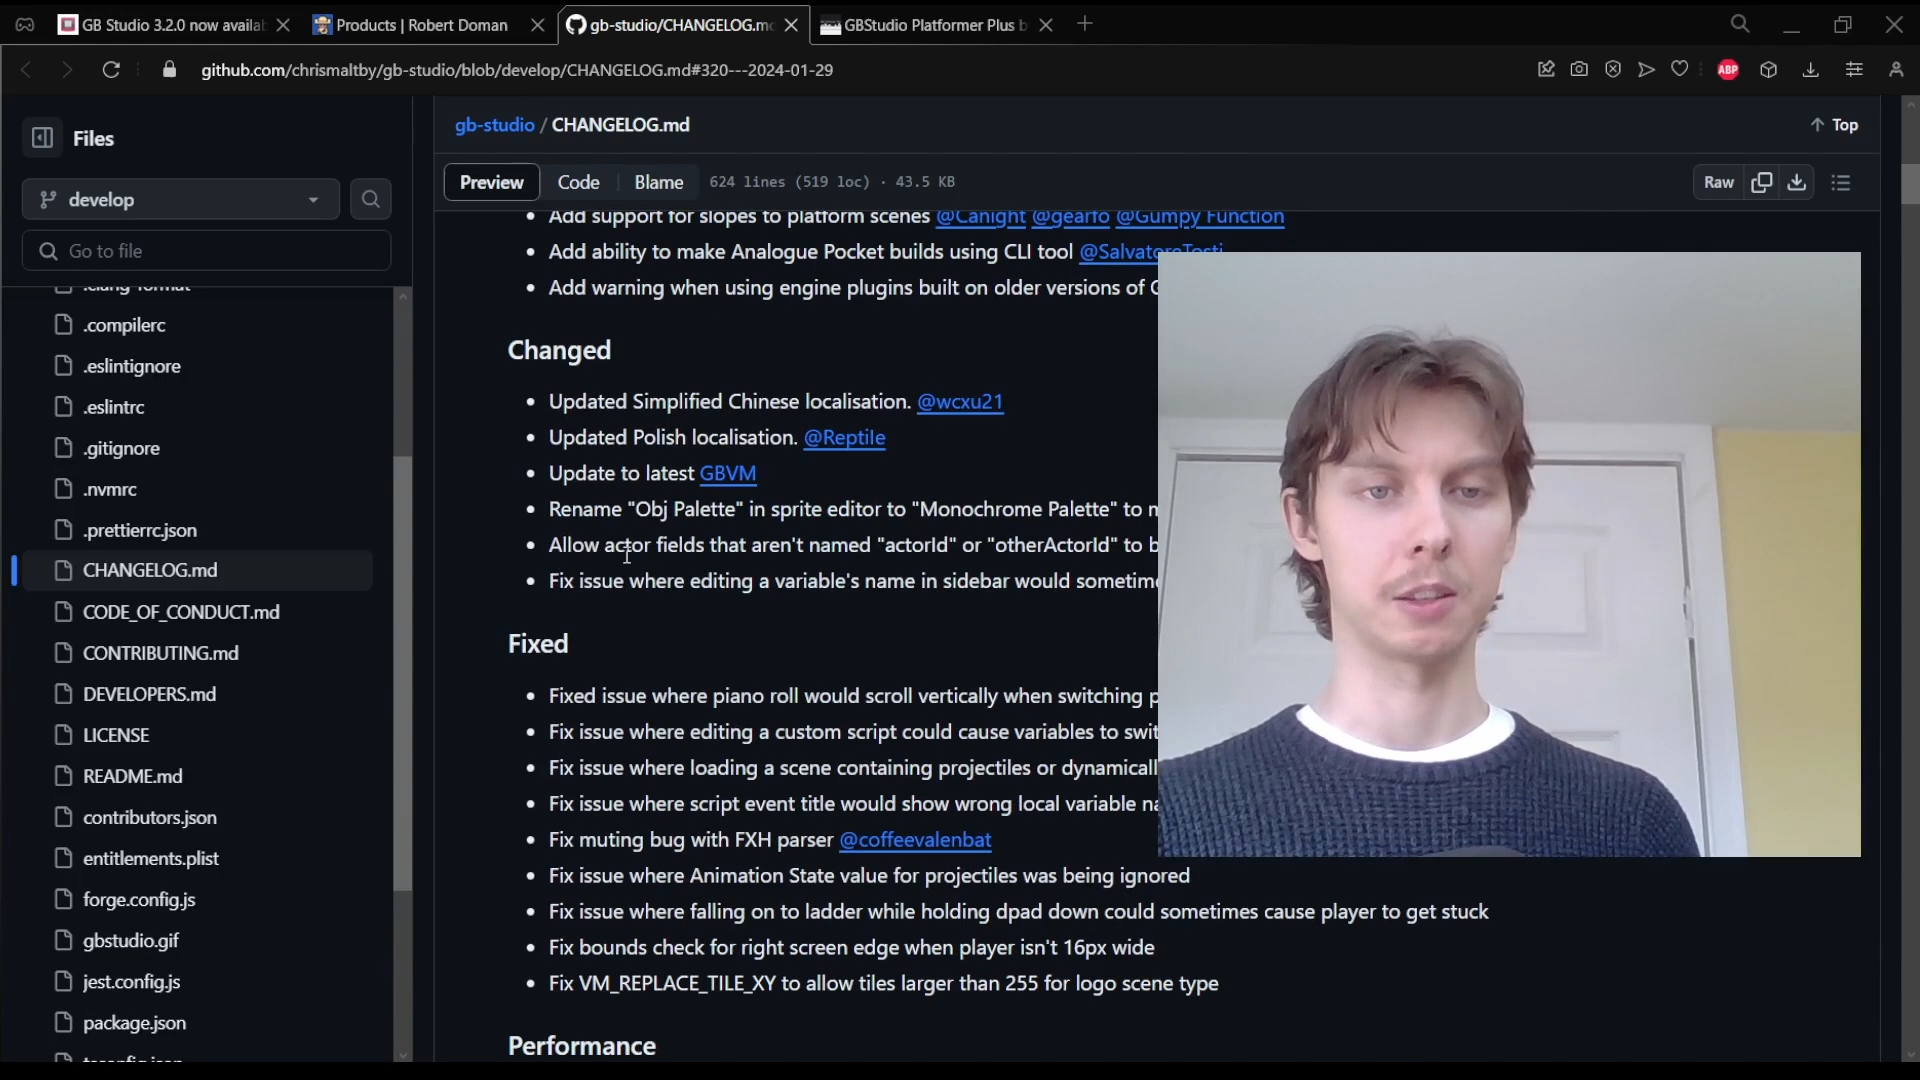 GB Studio 3.2.0 now availa
Products | Robert Doman
gb-studio/CHANGELOG.m
GBStudio Platformer Plus b
github.com/chrismaltby/gb-studio/blob/develop/CHANGELOG.md#320---2024-01-29
ABP
Files
gb-studio / CHANGELOG.md
Top
develop
Preview
Code
Blame
624 lines (519 loc) · 43.5 KB
Raw
Go to file
.clang-format
.compilerc
.eslintignore
.eslintrc
.gitignore
.nvmrc
.prettierrc.json
CHANGELOG.md
CODE_OF_CONDUCT.md
CONTRIBUTING.md
DEVELOPERS.md
LICENSE
README.md
contributors.json
entitlements.plist
forge.config.js
gbstudio.gif
jest.config.js
package.json
tsconfig.json
Add support for slopes to platform scenes @Canight @gearfo @Gumpy Function
Add ability to make Analogue Pocket builds using CLI tool @SalvatoreTosti
Add warning when using engine plugins built on older versions of G
Changed
Updated Simplified Chinese localisation. @wcxu21
Updated Polish localisation. @Reptile
Update to latest GBVM
Rename "Obj Palette" in sprite editor to "Monochrome Palette" to m
Allow actor fields that aren't named "actorId" or "otherActorId" to b
Fix issue where editing a variable's name in sidebar would sometime
Fixed
Fixed issue where piano roll would scroll vertically when switching p
Fix issue where editing a custom script could cause variables to swit
Fix issue where loading a scene containing projectiles or dynamicall
Fix issue where script event title would show wrong local variable na
Fix muting bug with FXH parser @coffeevalenbat
Fix issue where Animation State value for projectiles was being ignored
Fix issue where falling on to ladder while holding dpad down could sometimes cause player to get stuck
Fix bounds check for right screen edge when player isn't 16px wide
Fix VM_REPLACE_TILE_XY to allow tiles larger than 255 for logo scene type
Performance